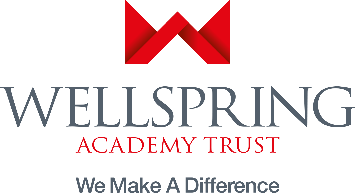 WELLSPRING
ACADEMY TRUST
We Make A Difference